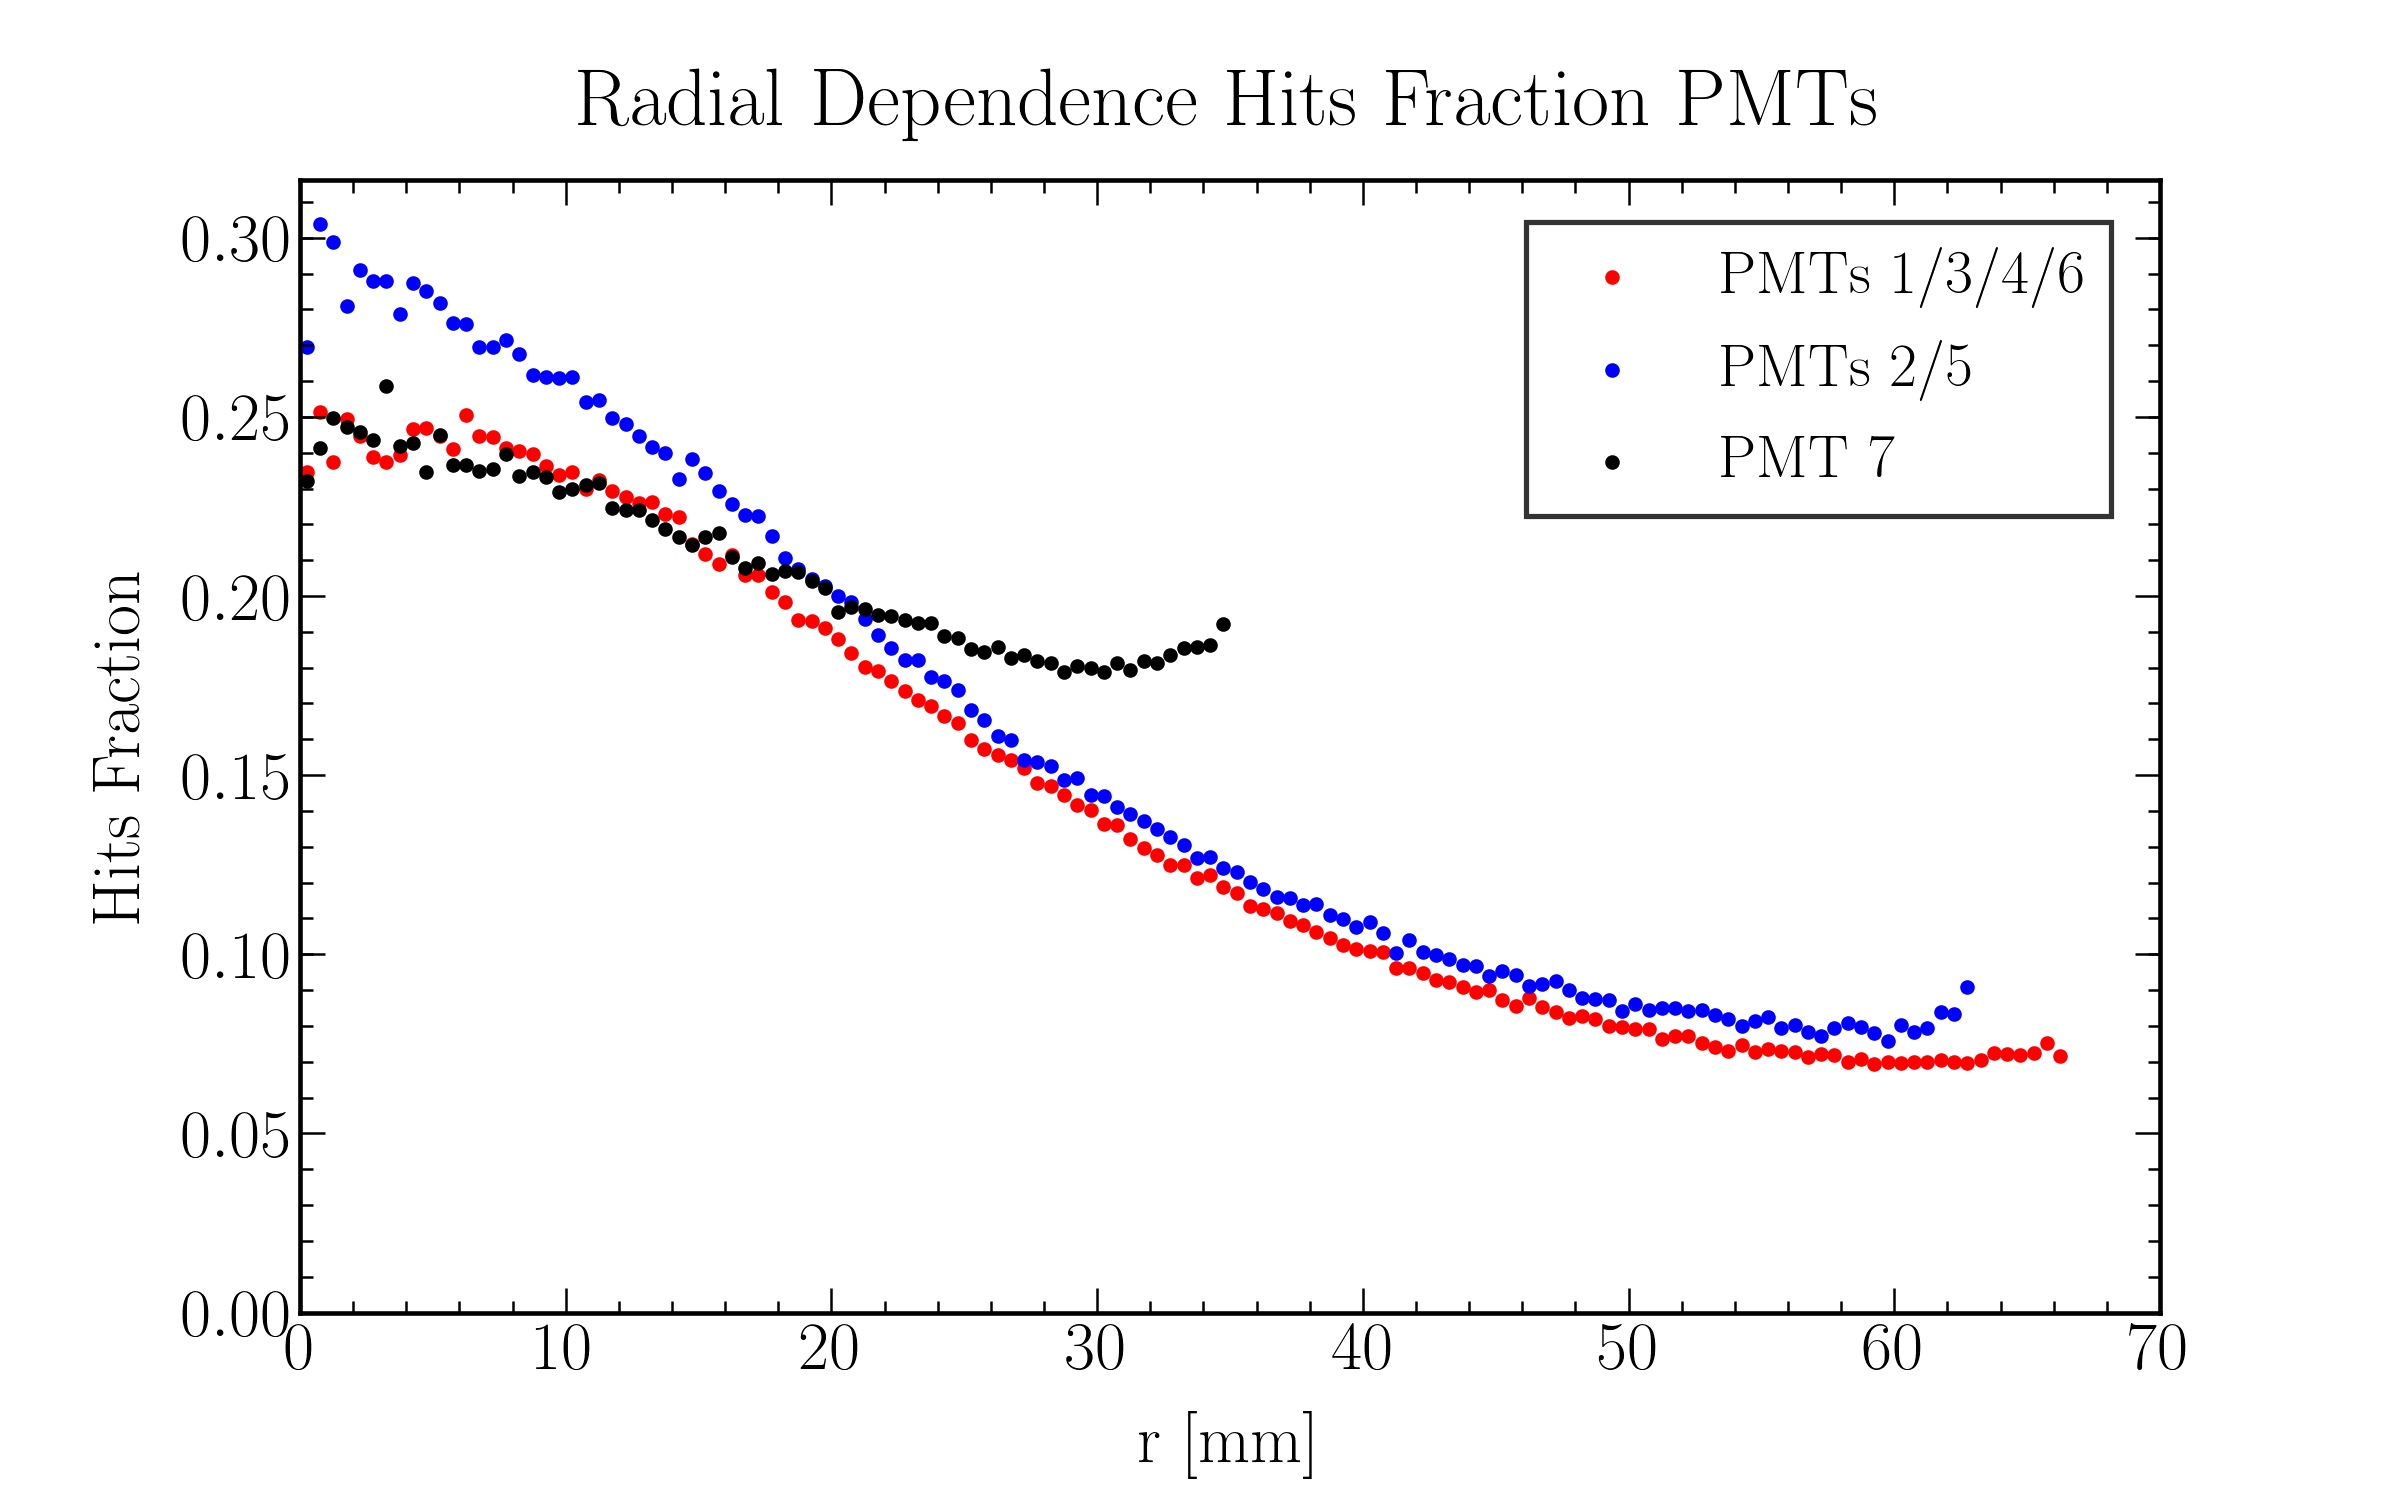 Radial Dependence Hits Fraction PMTs
PMTs 1/3/4/6
PMTs 2/5
PMT 7
Hits Fraction
0.30
0.25
0.20
0.15
0.10
0.05
0.00
0 10 20 30 40 50 60 70
r [mm]